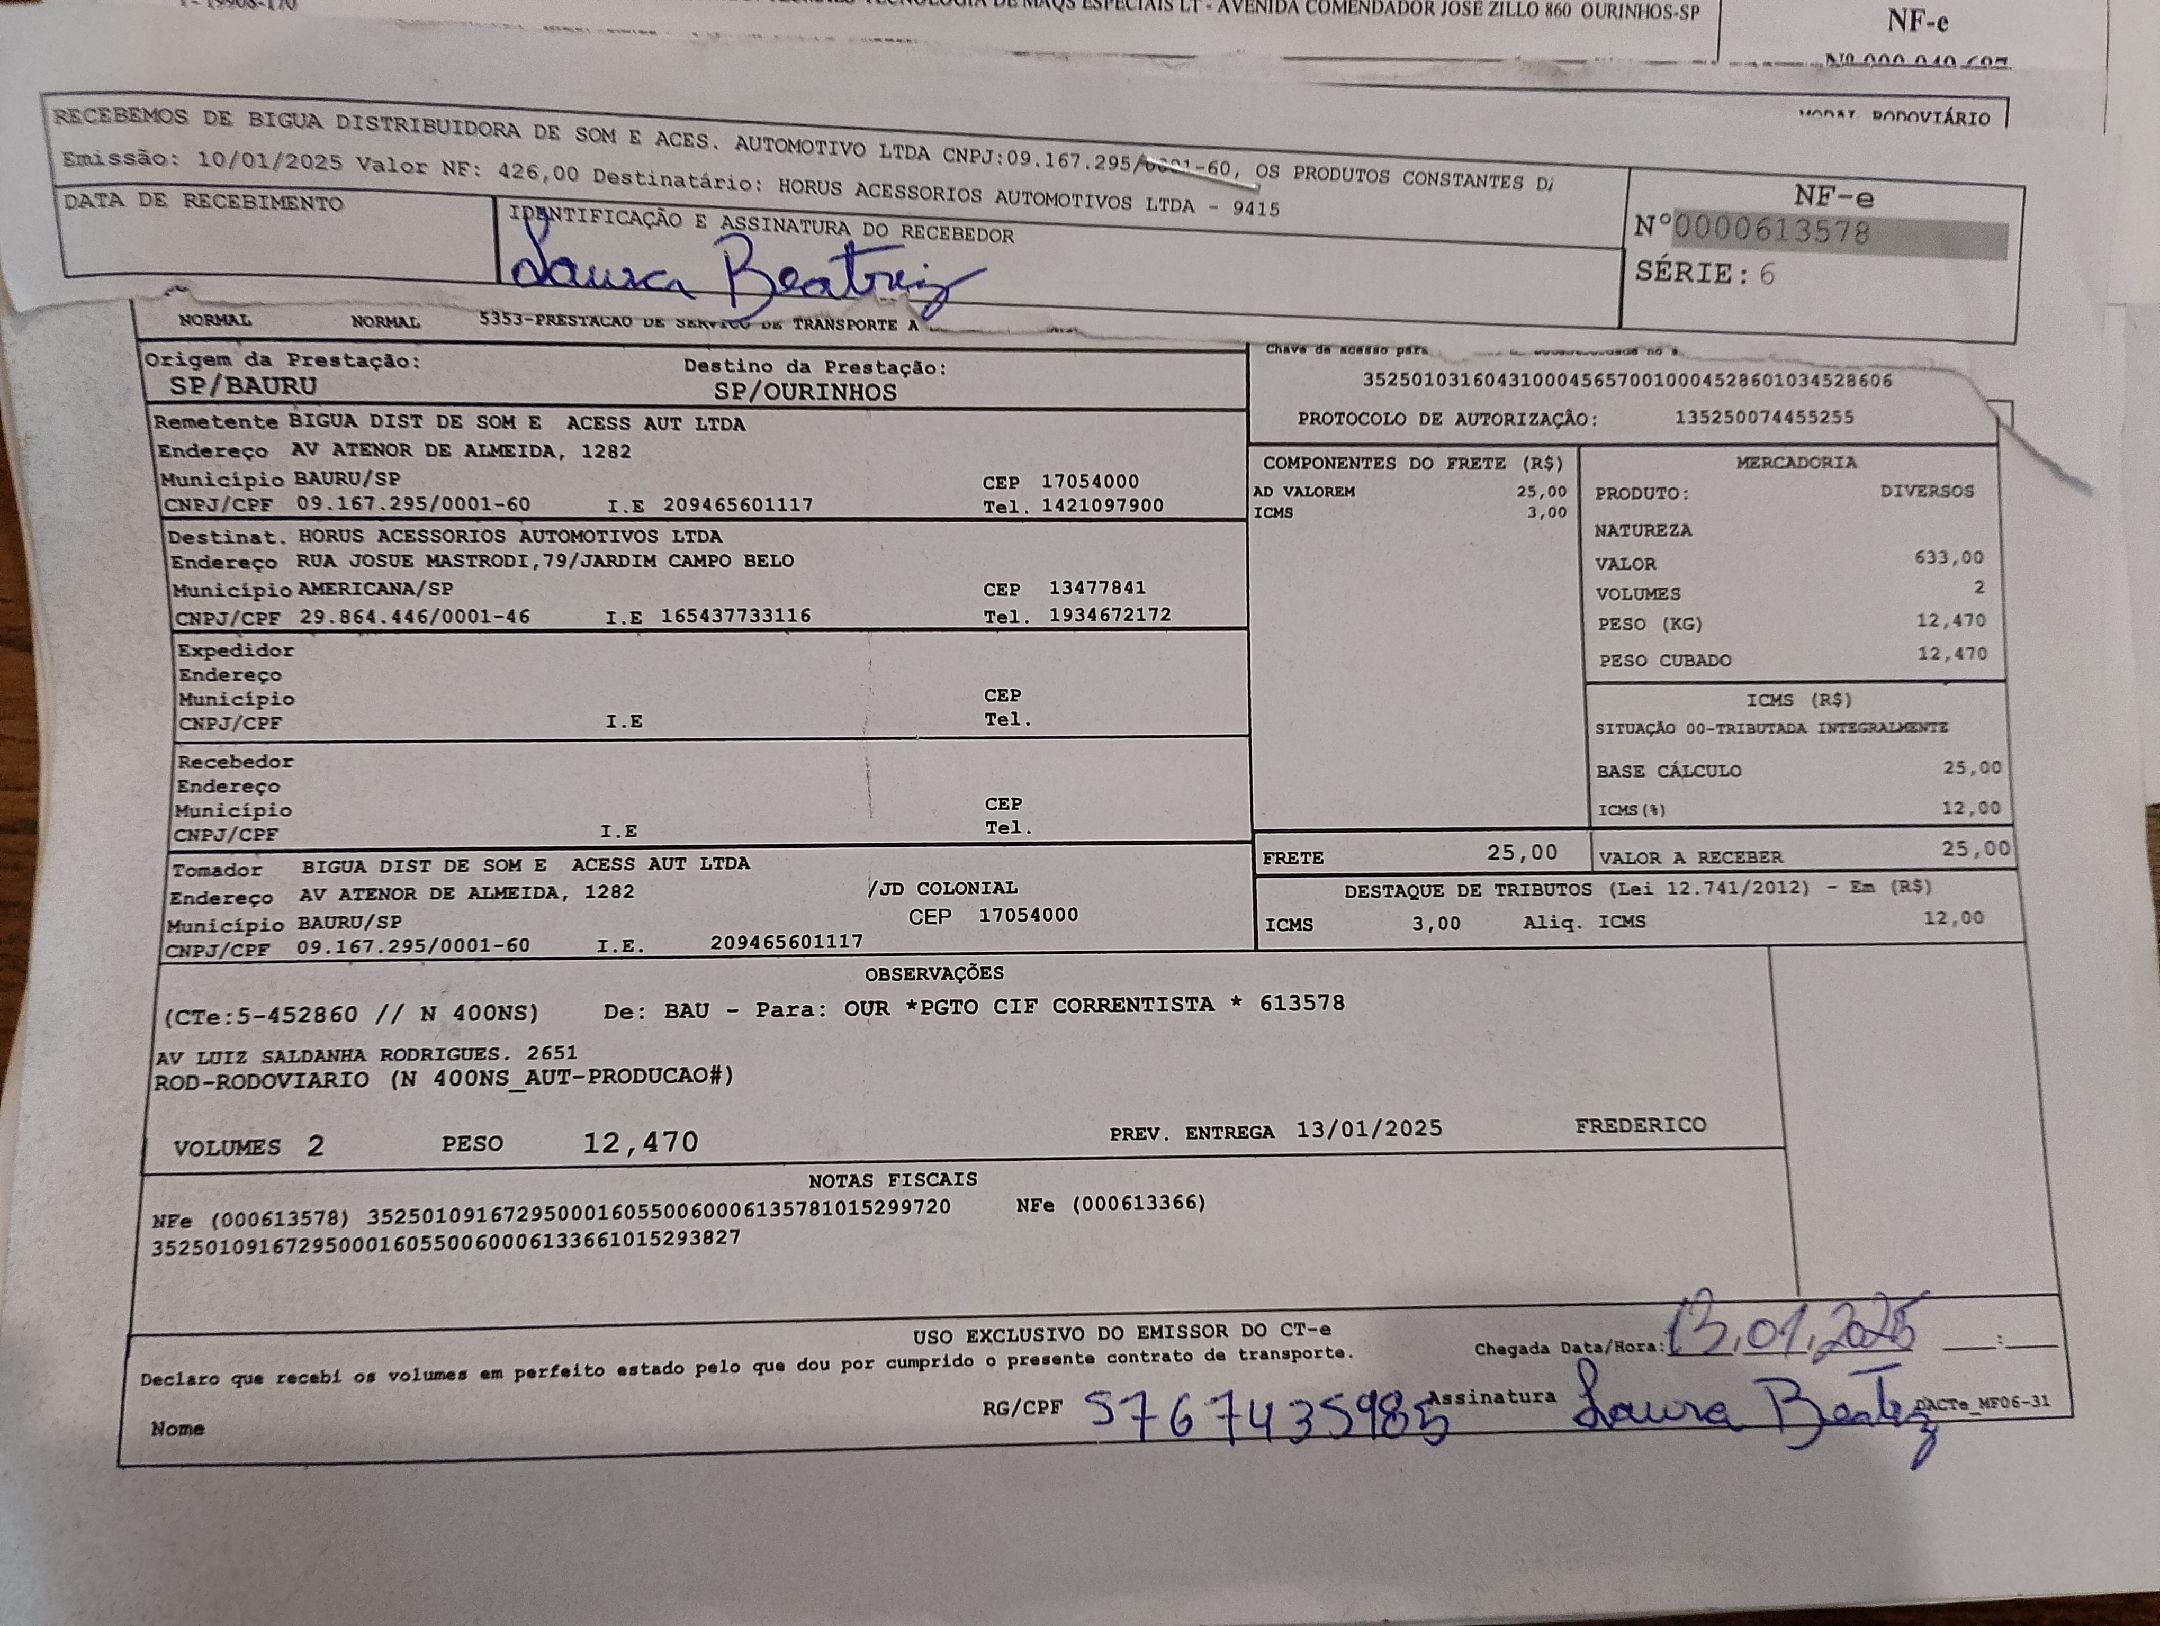 AVENIDA COMENDADOR JOSE ZILLO 860 OURINHOS-SP
NF-e
MODAL RODOVIÁRIO
RECEBEMOS DE BIGUA DISTRIBUIDORA DE SOM E ACES. AUTOMOTIVO LTDA CNPJ:09.167.295/0001-60, OS PRODUTOS CONSTANTES
Emissão: 10/01/2025 Valor NF: 426,00 Destinatário: HORUS ACESSORIOS AUTOMOTIVOS LTDA - 9415
DATA DE RECEBIMENTO
IDENTIFICAÇÃO E ASSINATURA DO RECEBEDOR
Laura Beatriz
NF-e
Nº0000613578
SÉRIE: 6
NORMAL NORMAL 5353-PRESTACAO DE SERVICO DE TRANSPORTE A
Origem da Prestação: Destino da Prestação:
SP/BAURU SP/OURINHOS
Chave de acesso para
35250103160431000456570010004528601034528606
PROTOCOLO DE AUTORIZAÇÃO: 135250074455255
Remetente BIGUA DIST DE SOM E ACESS AUT LTDA
Endereço AV ATENOR DE ALMEIDA, 1282
Município BAURU/SP CEP 17054000
CNPJ/CPF 09.167.295/0001-60 I.E 209465601117 Tel. 1421097900
Destinat. HORUS ACESSORIOS AUTOMOTIVOS LTDA
Endereço RUA JOSUE MASTRODI,79/JARDIM CAMPO BELO
Município AMERICANA/SP CEP 13477841
CNPJ/CPF 29.864.446/0001-46 I.E 165437733116 Tel. 1934672172
Expedidor
Endereço
Município CEP
CNPJ/CPF I.E Tel.
Recebedor
Endereço
Município CEP
CNPJ/CPF I.E Tel.
Tomador BIGUA DIST DE SOM E ACESS AUT LTDA
Endereço AV ATENOR DE ALMEIDA, 1282 /JD COLONIAL
Município BAURU/SP CEP 17054000
CNPJ/CPF 09.167.295/0001-60 I.E. 209465601117
COMPONENTES DO FRETE (R$)
AD VALOREM 25,00
ICMS 3,00
MERCADORIA
PRODUTO: DIVERSOS
NATUREZA
VALOR 633,00
VOLUMES 2
PESO (KG) 12,470
PESO CUBADO 12,470
ICMS (R$)
SITUAÇÃO 00-TRIBUTADA INTEGRALMENTE
BASE CÁLCULO 25,00
ICMS(%) 12,00
FRETE 25,00 VALOR A RECEBER 25,00
DESTAQUE DE TRIBUTOS (Lei 12.741/2012) - Em (R$)
ICMS 3,00 Aliq. ICMS 12,00
OBSERVAÇÕES
(CTe:5-452860 // N 400NS) De: BAU - Para: OUR *PGTO CIF CORRENTISTA * 613578
AV LUIZ SALDANHA RODRIGUES. 2651
ROD-RODOVIARIO (N 400NS_AUT-PRODUCAO#)
VOLUMES 2 PESO 12,470 PREV. ENTREGA 13/01/2025 FREDERICO
NOTAS FISCAIS
NFe (000613578) 35250109167295000160550060006135781015299720 NFe (000613366)
35250109167295000160550060006133661015293827
USO EXCLUSIVO DO EMISSOR DO CT-e
Declaro que recebi os volumes em perfeito estado pelo que dou por cumprido o presente contrato de transporte.
Chegada Data/Hora: 13.01.2025 __:__
Nome RG/CPF 57674359985 Assinatura Laura Beatriz DACTe_MF06-31